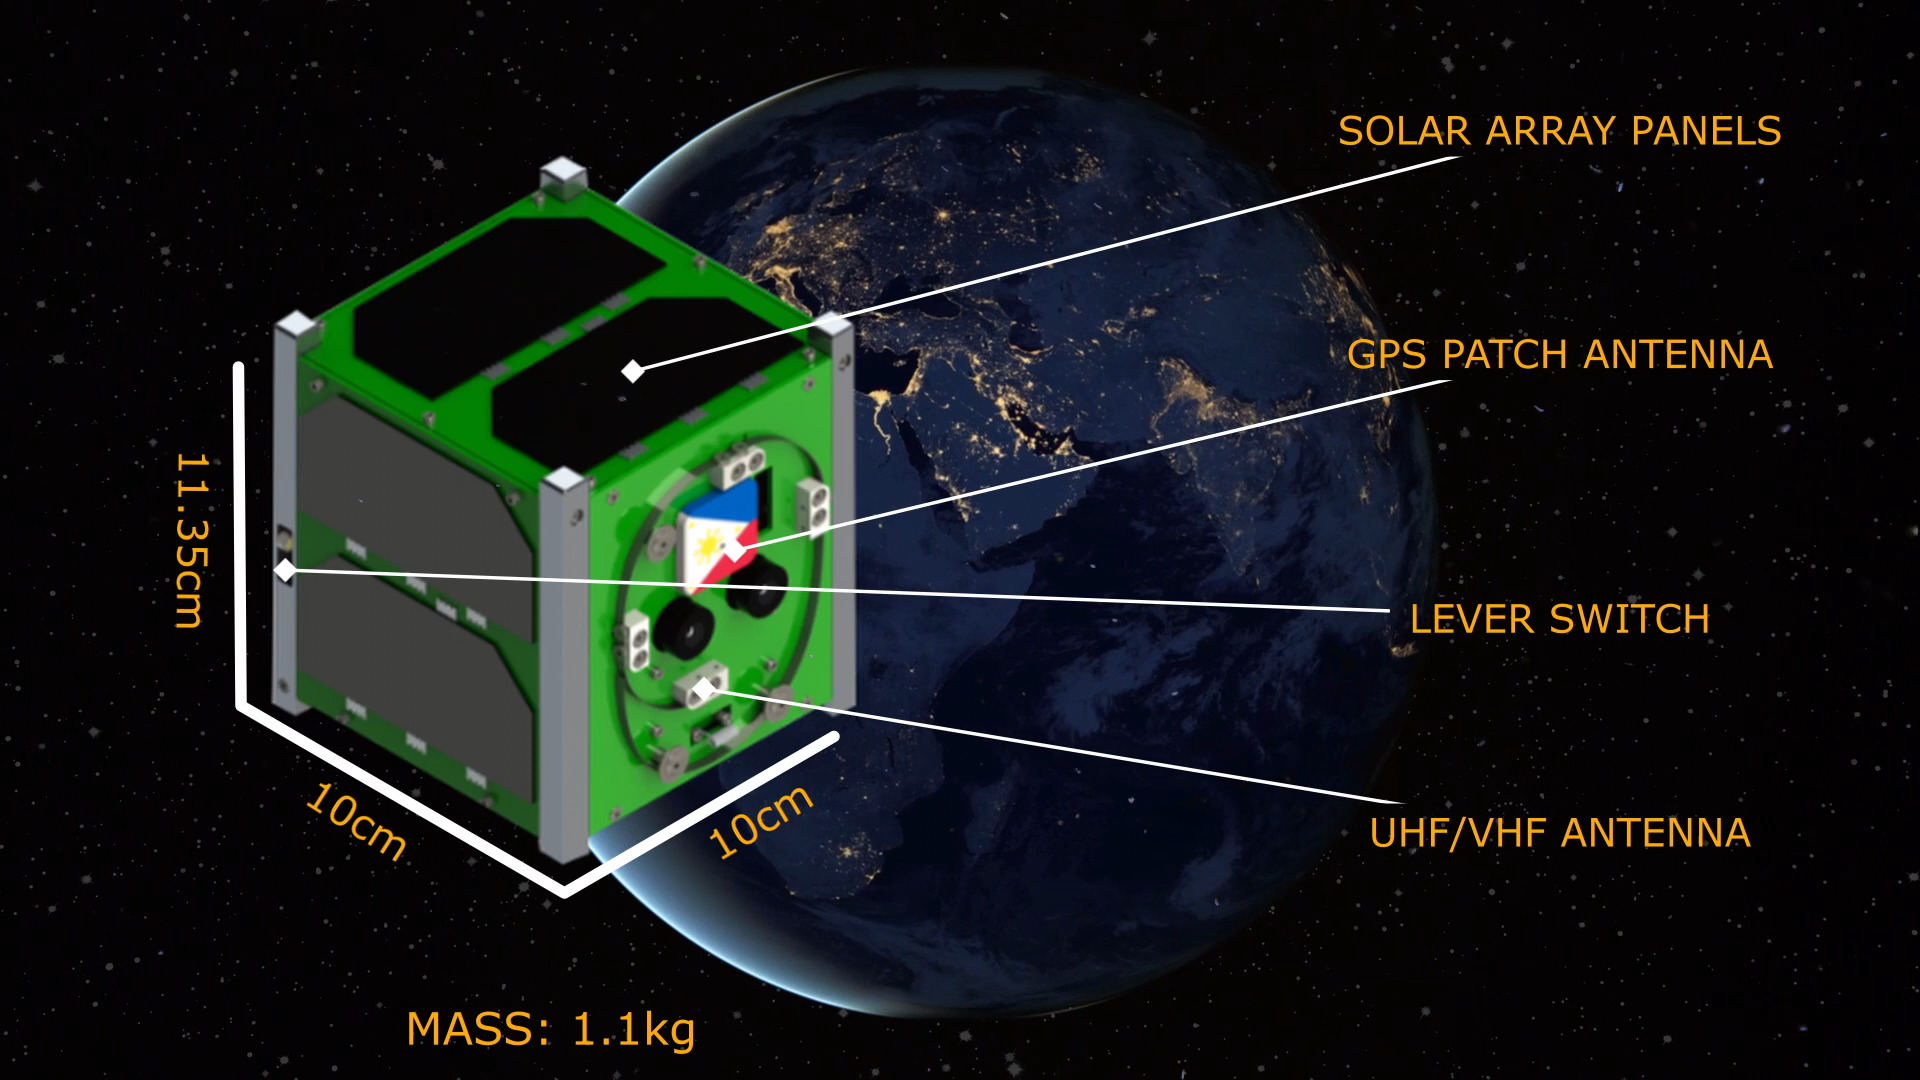 SOLAR ARRAY PANELS
GPS PATCH ANTENNA
11.35cm
LEVER SWITCH
10cm
10cm
UHF/VHF ANTENNA
MASS: 1.1kg